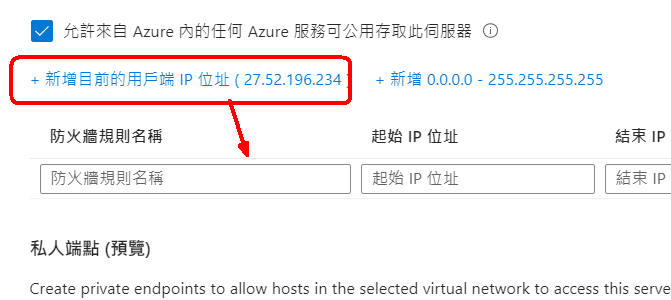 允許來自 Azure 內的任何 Azure 服務可公用存取此伺服器
+ 新增目前的用戶端 IP 位址 ( 27.52.196.234 ) + 新增 0.0.0.0 - 255.255.255.255
防火牆規則名稱 起始 IP 位址 結束 IP
防火牆規則名稱 起始 IP 位址 結束 IP
私人端點 (預覽)
Create private endpoints to allow hosts in the selected virtual network to access this serve